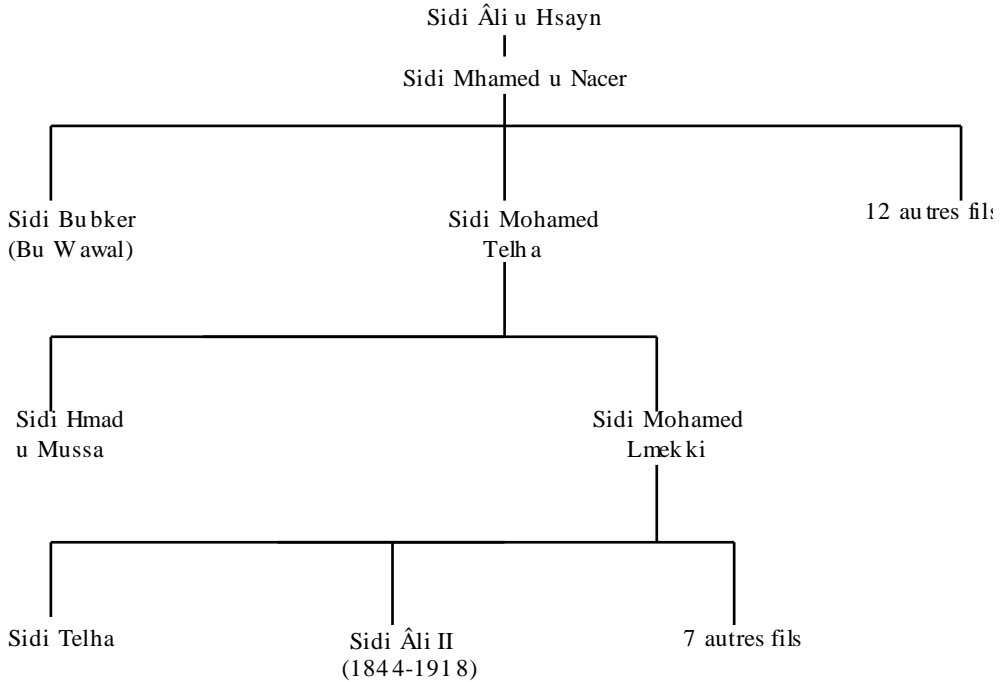 Sidi Âli u Hsayn
Sidi Mhamed u Nacer
Sidi Bubker
(Bu Wawal)
Sidi Mohamed
Telha
12 autres fils
Sidi Hmad
u Mussa
Sidi Mohamed
Lmekki
Sidi Telha
Sidi Âli II
(1844-1918)
7 autres fils